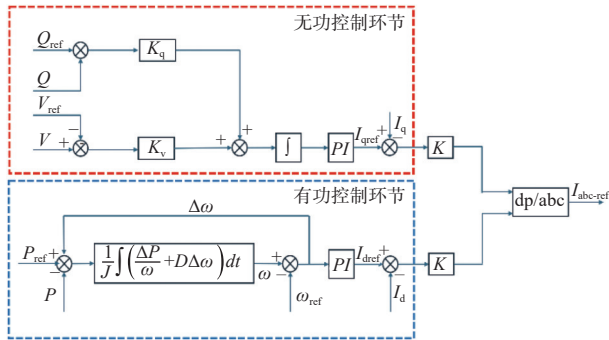 无功控制环节
Q_ref
K_q
Q
V_ref
−
V + K_v + + ∫ PI I_qref + − I_q K
有功控制环节
dp/abc I_abc-ref
Δω
P_ref + − 1/J ∫(ΔP/ω +DΔω)dt ω + − PI I_dref + − K
P ω_ref I_d